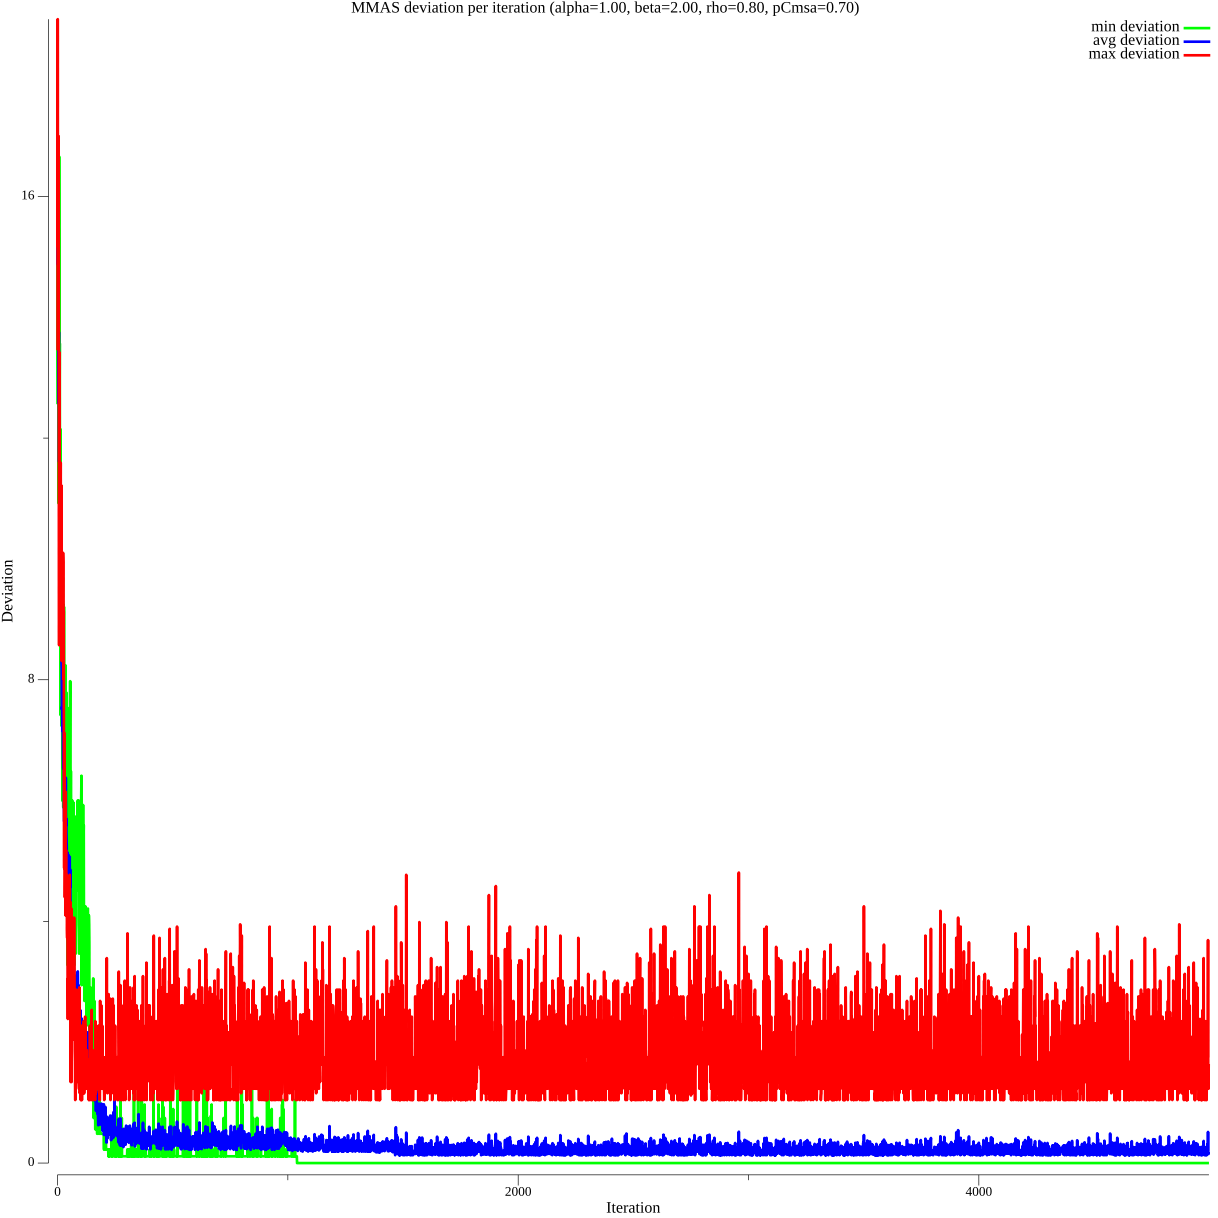 MMAS deviation per iteration (alpha=1.00, beta=2.00, rho=0.80, pCmsa=0.70)
min deviation
avg deviation
max deviation
16
8
0
Deviation
0
2000
4000
Iteration